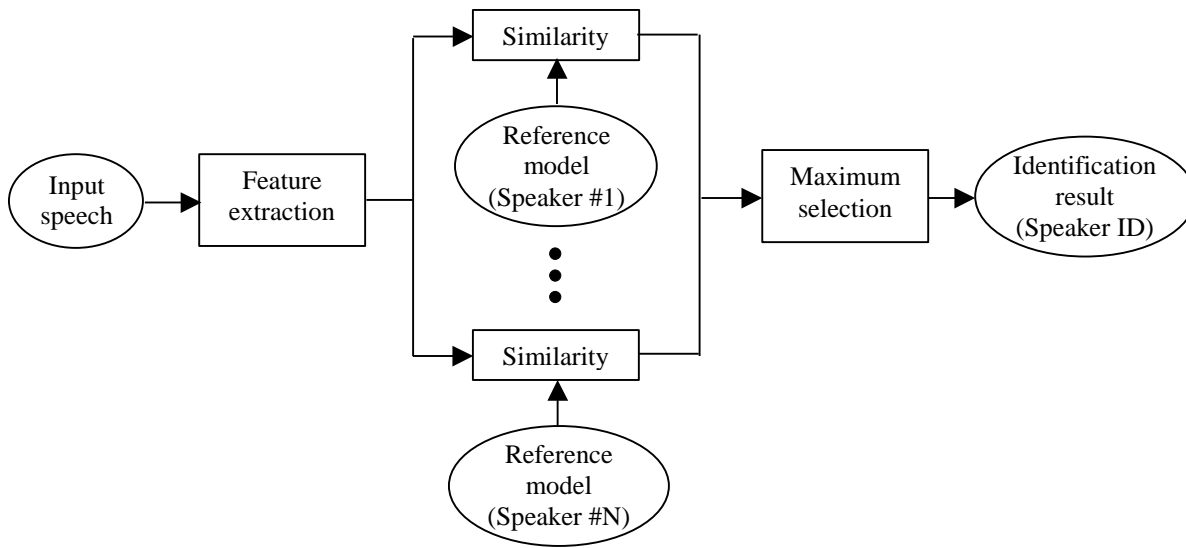 Similarity
Reference
model
(Speaker #1)
Input
speech
Feature
extraction
Maximum
selection
Identification
result
(Speaker ID)
Similarity
Reference
model
(Speaker #N)